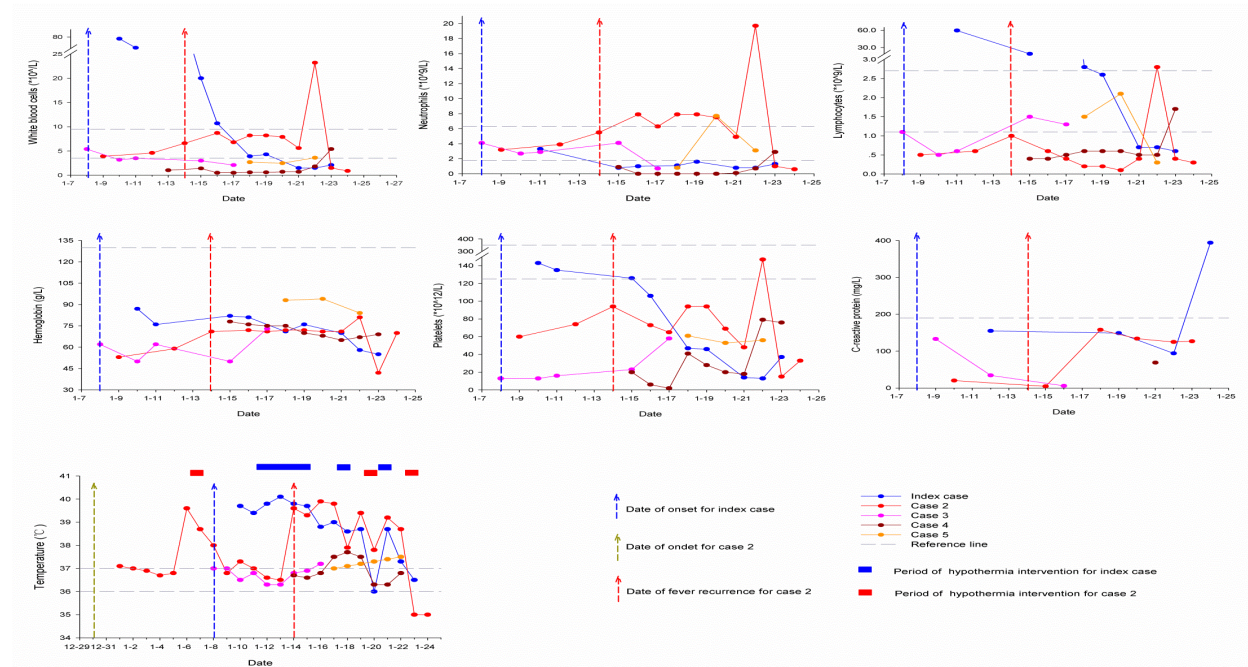 White blood cells (*10^/L)
80
25
20
15
10
5
0
1-7 1-9 1-11 1-13 1-15 1-17 1-19 1-21 1-23 1-25 1-27
Date
Neutrophils (*10^9/L)
20
18
16
14
12
10
8
6
4
2
0
1-7 1-9 1-11 1-13 1-15 1-17 1-19 1-21 1-23 1-25
Date
Lymphocytes (*10^9/L)
60.0
30.0
3.0
2.5
2.0
1.5
1.0
.5
0.0
1-7 1-9 1-11 1-13 1-15 1-17 1-19 1-21 1-23 1-25
Date
Hemoglobin (g/L)
135
120
105
90
75
60
45
30
1-7 1-9 1-11 1-13 1-15 1-17 1-19 1-21 1-23 1-25
Date
Platelets (*10^12/L)
400
300
140
120
100
80
60
40
20
0
1-7 1-9 1-11 1-13 1-15 1-17 1-19 1-21 1-23 1-25
Date
C-reactive protein (mg/L)
400
300
200
100
0
1-7 1-9 1-11 1-13 1-15 1-17 1-19 1-21 1-23 1-25
Date
Temperature (℃)
41
40
39
38
37
36
35
34
12-29 12-31 1-2 1-4 1-6 1-8 1-10 1-12 1-14 1-16 1-18 1-20 1-22 1-24
Date
Date of onset for index case
Date of ondet for case 2
Date of fever recurrence for case 2
Index case
Case 2
Case 3
Case 4
Case 5
Reference line
Period of hypothermia intervention for index case
Period of hypothermia intervention for case 2